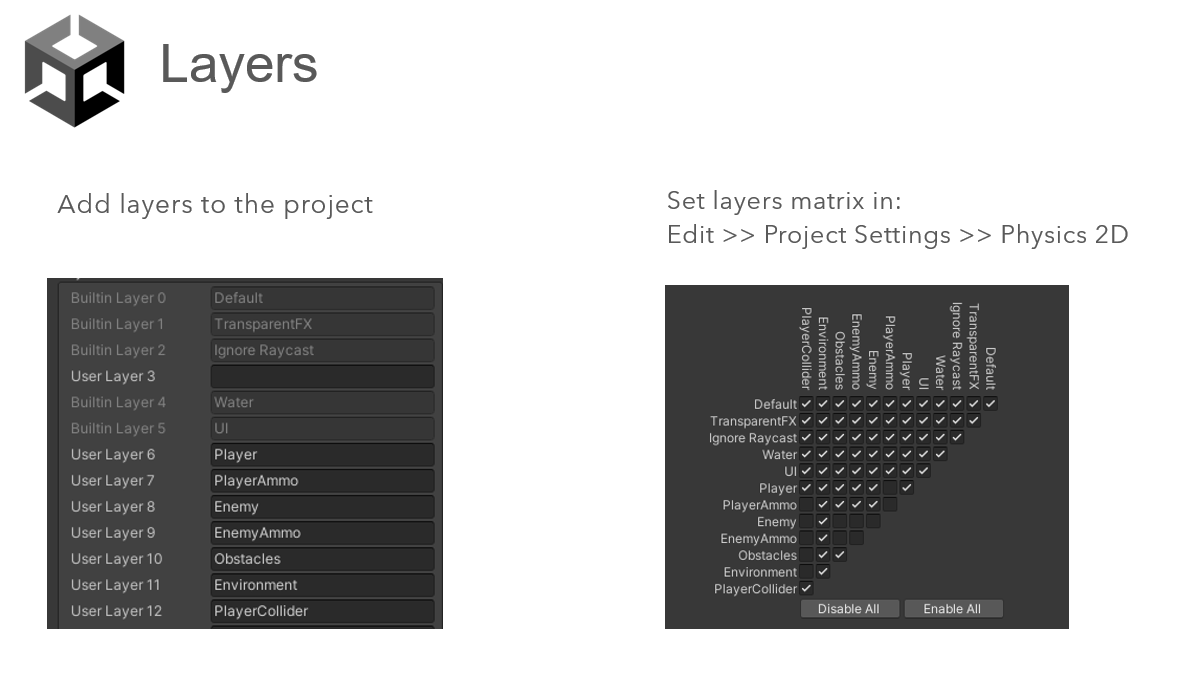 Layers
Add layers to the project
Set layers matrix in:
Edit >> Project Settings >> Physics 2D
Builtin Layer 0 Default
Builtin Layer 1 TransparentFX
Builtin Layer 2 Ignore Raycast
User Layer 3
Builtin Layer 4 Water
Builtin Layer 5 UI
User Layer 6 Player
User Layer 7 PlayerAmmo
User Layer 8 Enemy
User Layer 9 EnemyAmmo
User Layer 10 Obstacles
User Layer 11 Environment
User Layer 12 PlayerCollider
PlayerCollider
Environment
Obstacles
EnemyAmmo
Enemy
PlayerAmmo
Player
UI
Water
Ignore Raycast
TransparentFX
Default
Default
TransparentFX
Ignore Raycast
Water
UI
Player
PlayerAmmo
Enemy
EnemyAmmo
Obstacles
Environment
PlayerCollider
Disable All Enable All